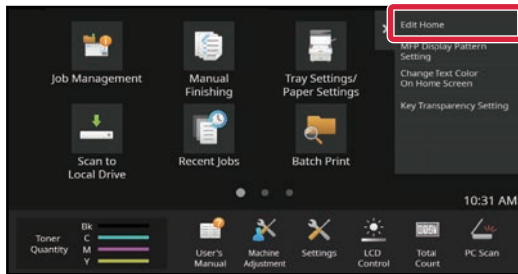 Edit Home
MFP Display Pattern
Setting
Change Text Color
On Home Screen
Key Transparency Setting
Job Management
Manual
Finishing
Tray Settings/
Paper Settings
Scan to
Local Drive
Recent Jobs
Batch Print
10:31 AM
Toner
Quantity
Bk
C
M
Y
User's
Manual
Machine
Adjustment
Settings
LCD
Control
Total
Count
PC Scan